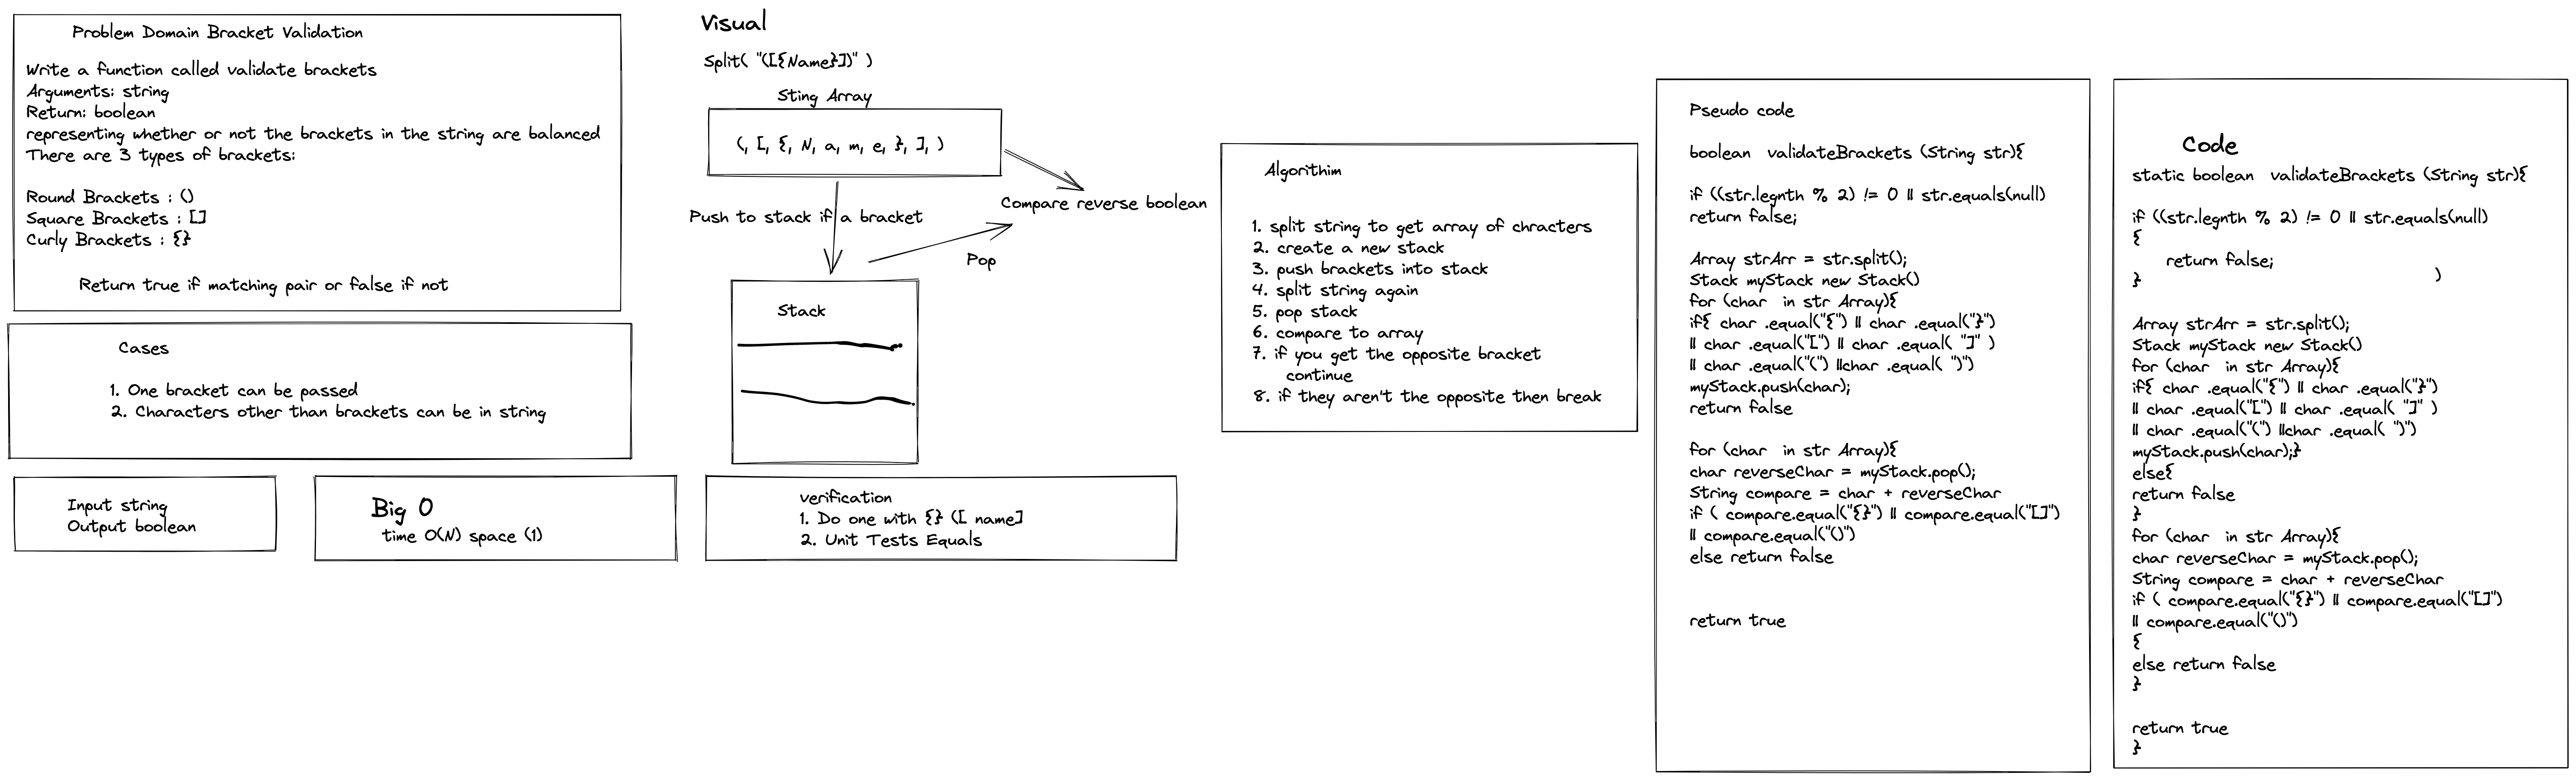 Problem Domain Bracket Validation
Write a function called validate brackets
Arguments: string
Return: boolean
representing whether or not the brackets in the string are balanced
There are 3 types of brackets:
Round Brackets : ()
Square Brackets : []
Curly Brackets : {}
Return true if matching pair or false if not
Cases
1. One bracket can be passed
2. Characters other than brackets can be in string
Input string
Output boolean
Big O
time O(N) space (1)
Visual
Split( "([{Name}])" )
Sting Array
(, [, {, N, a, m, e, }, ], )
Push to stack if a bracket
Compare reverse boolean
Pop
Stack
verification
1. Do one with {} ([ name]
2. Unit Tests Equals
Algorithim
1. split string to get array of chracters
2. create a new stack
3. push brackets into stack
4. split string again
5. pop stack
6. compare to array
7. if you get the opposite bracket
continue
8. if they aren't the opposite then break
Pseudo code
boolean validateBrackets (String str){
if ((str.legnth % 2) != 0 || str.equals(null)
return false;
Array strArr = str.split();
Stack myStack new Stack()
for (char in str Array){
if{ char .equal("{") || char .equal("}")
|| char .equal("[") || char .equal( "]" )
|| char .equal("(") ||char .equal( ")")
myStack.push(char);
return false
for (char in str Array){
char reverseChar = myStack.pop();
String compare = char + reverseChar
if ( compare.equal("{}") || compare.equal("[]")
|| compare.equal("()")
else return false
return true
Code
static boolean validateBrackets (String str){
if ((str.legnth % 2) != 0 || str.equals(null)
{
return false;
}
)
Array strArr = str.split();
Stack myStack new Stack()
for (char in str Array){
if{ char .equal("{") || char .equal("}")
|| char .equal("[") || char .equal( "]" )
|| char .equal("(") ||char .equal( ")")
myStack.push(char);}
else{
return false
}
for (char in str Array){
char reverseChar = myStack.pop();
String compare = char + reverseChar
if ( compare.equal("{}") || compare.equal("[]")
|| compare.equal("()")
{
else return false
}
return true
}